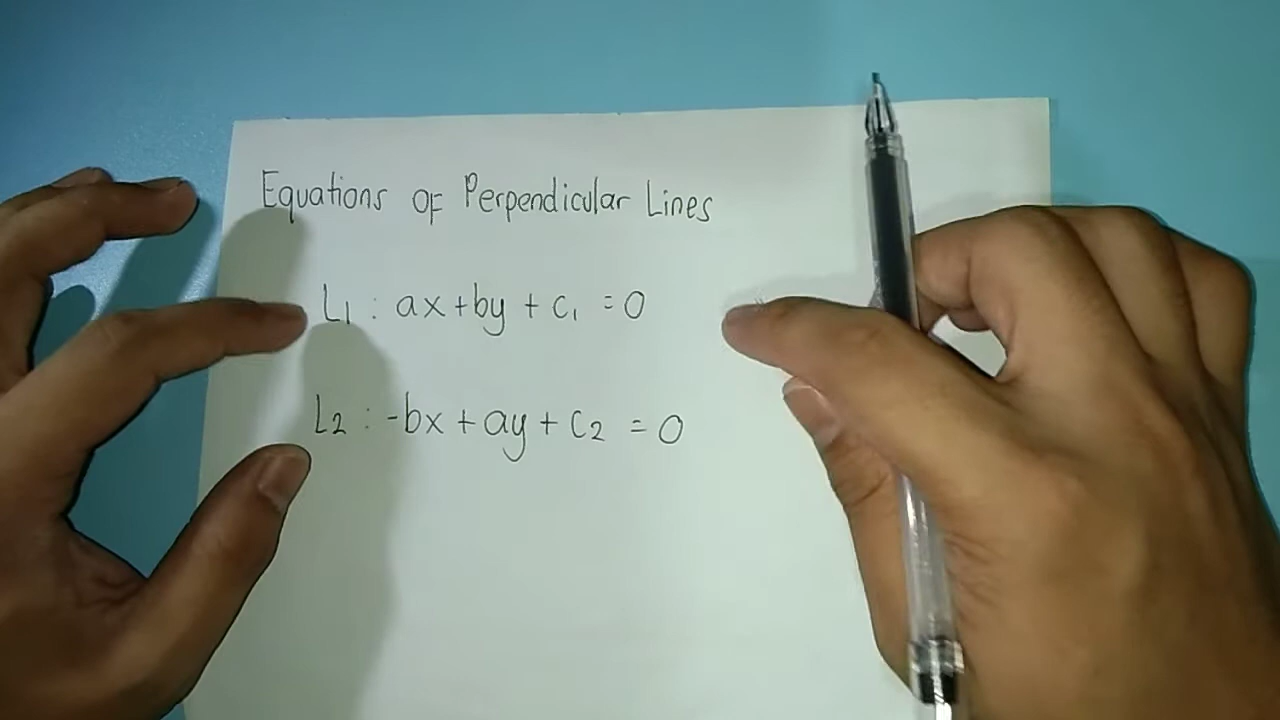 Equations of Perpendicular Lines
L₁ : ax + by + c₁ = 0
L₂ : -bx + ay + c₂ = 0